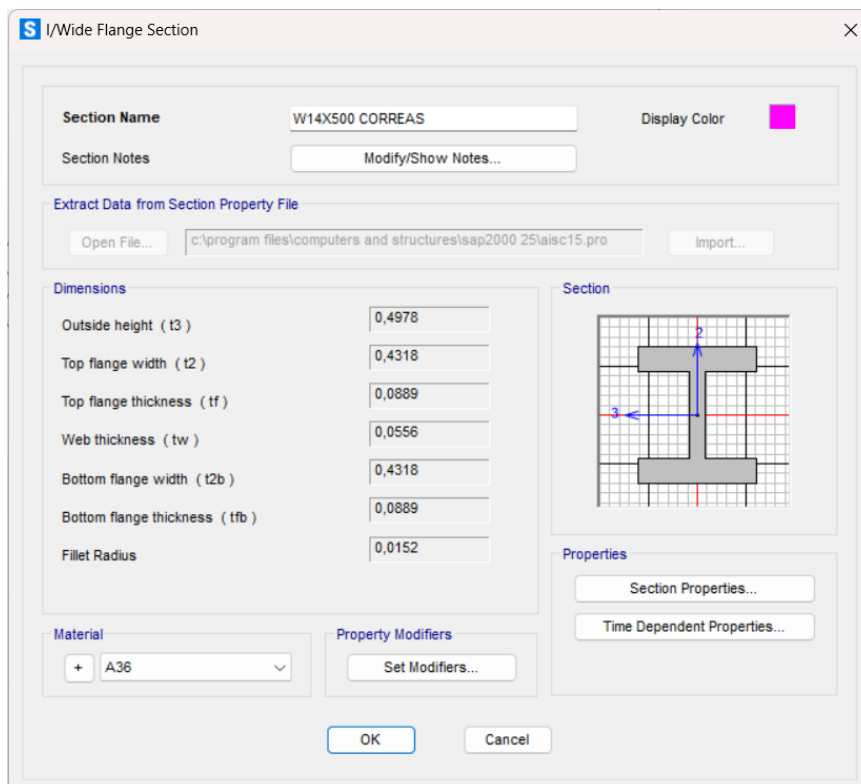 S I/Wide Flange Section
Section Name W14X500 CORREAS Display Color
Section Notes Modify/Show Notes...
Extract Data from Section Property File
Open File... c:\program files\computers and structures\sap2000 25\aisc15.pro Import...
Dimensions
Outside height ( t3 ) 0,4978
Top flange width ( t2 ) 0,4318
Top flange thickness ( tf ) 0,0889
Web thickness ( tw ) 0,0556
Bottom flange width ( t2b ) 0,4318
Bottom flange thickness ( tfb ) 0,0889
Fillet Radius 0,0152
Section
2
3
Properties
Section Properties...
Time Dependent Properties...
Material
+ A36
Property Modifiers
Set Modifiers...
OK Cancel